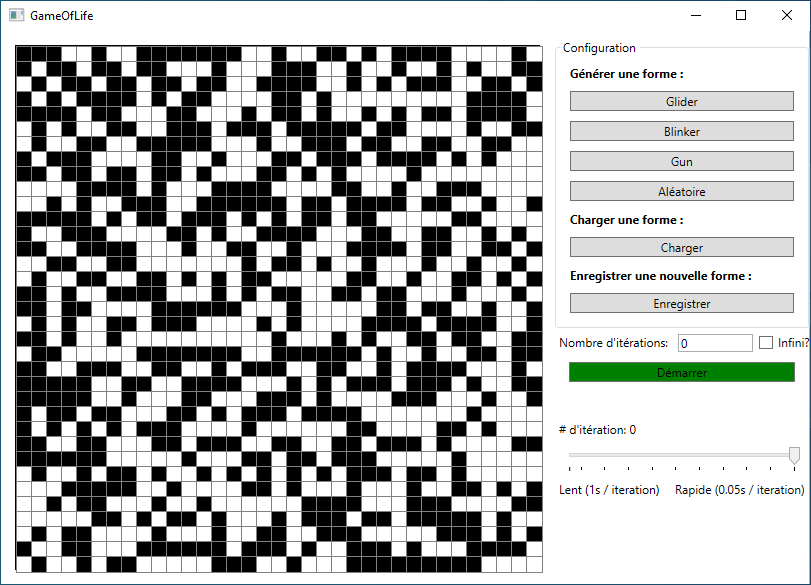 GameOfLife
Configuration
Générer une forme :
Glider
Blinker
Gun
Aléatoire
Charger une forme :
Charger
Enregistrer une nouvelle forme :
Enregistrer
Nombre d'itérations: 0 Infini?
Démarrer
# d'itération: 0
Lent (1s / iteration) Rapide (0.05s / iteration)